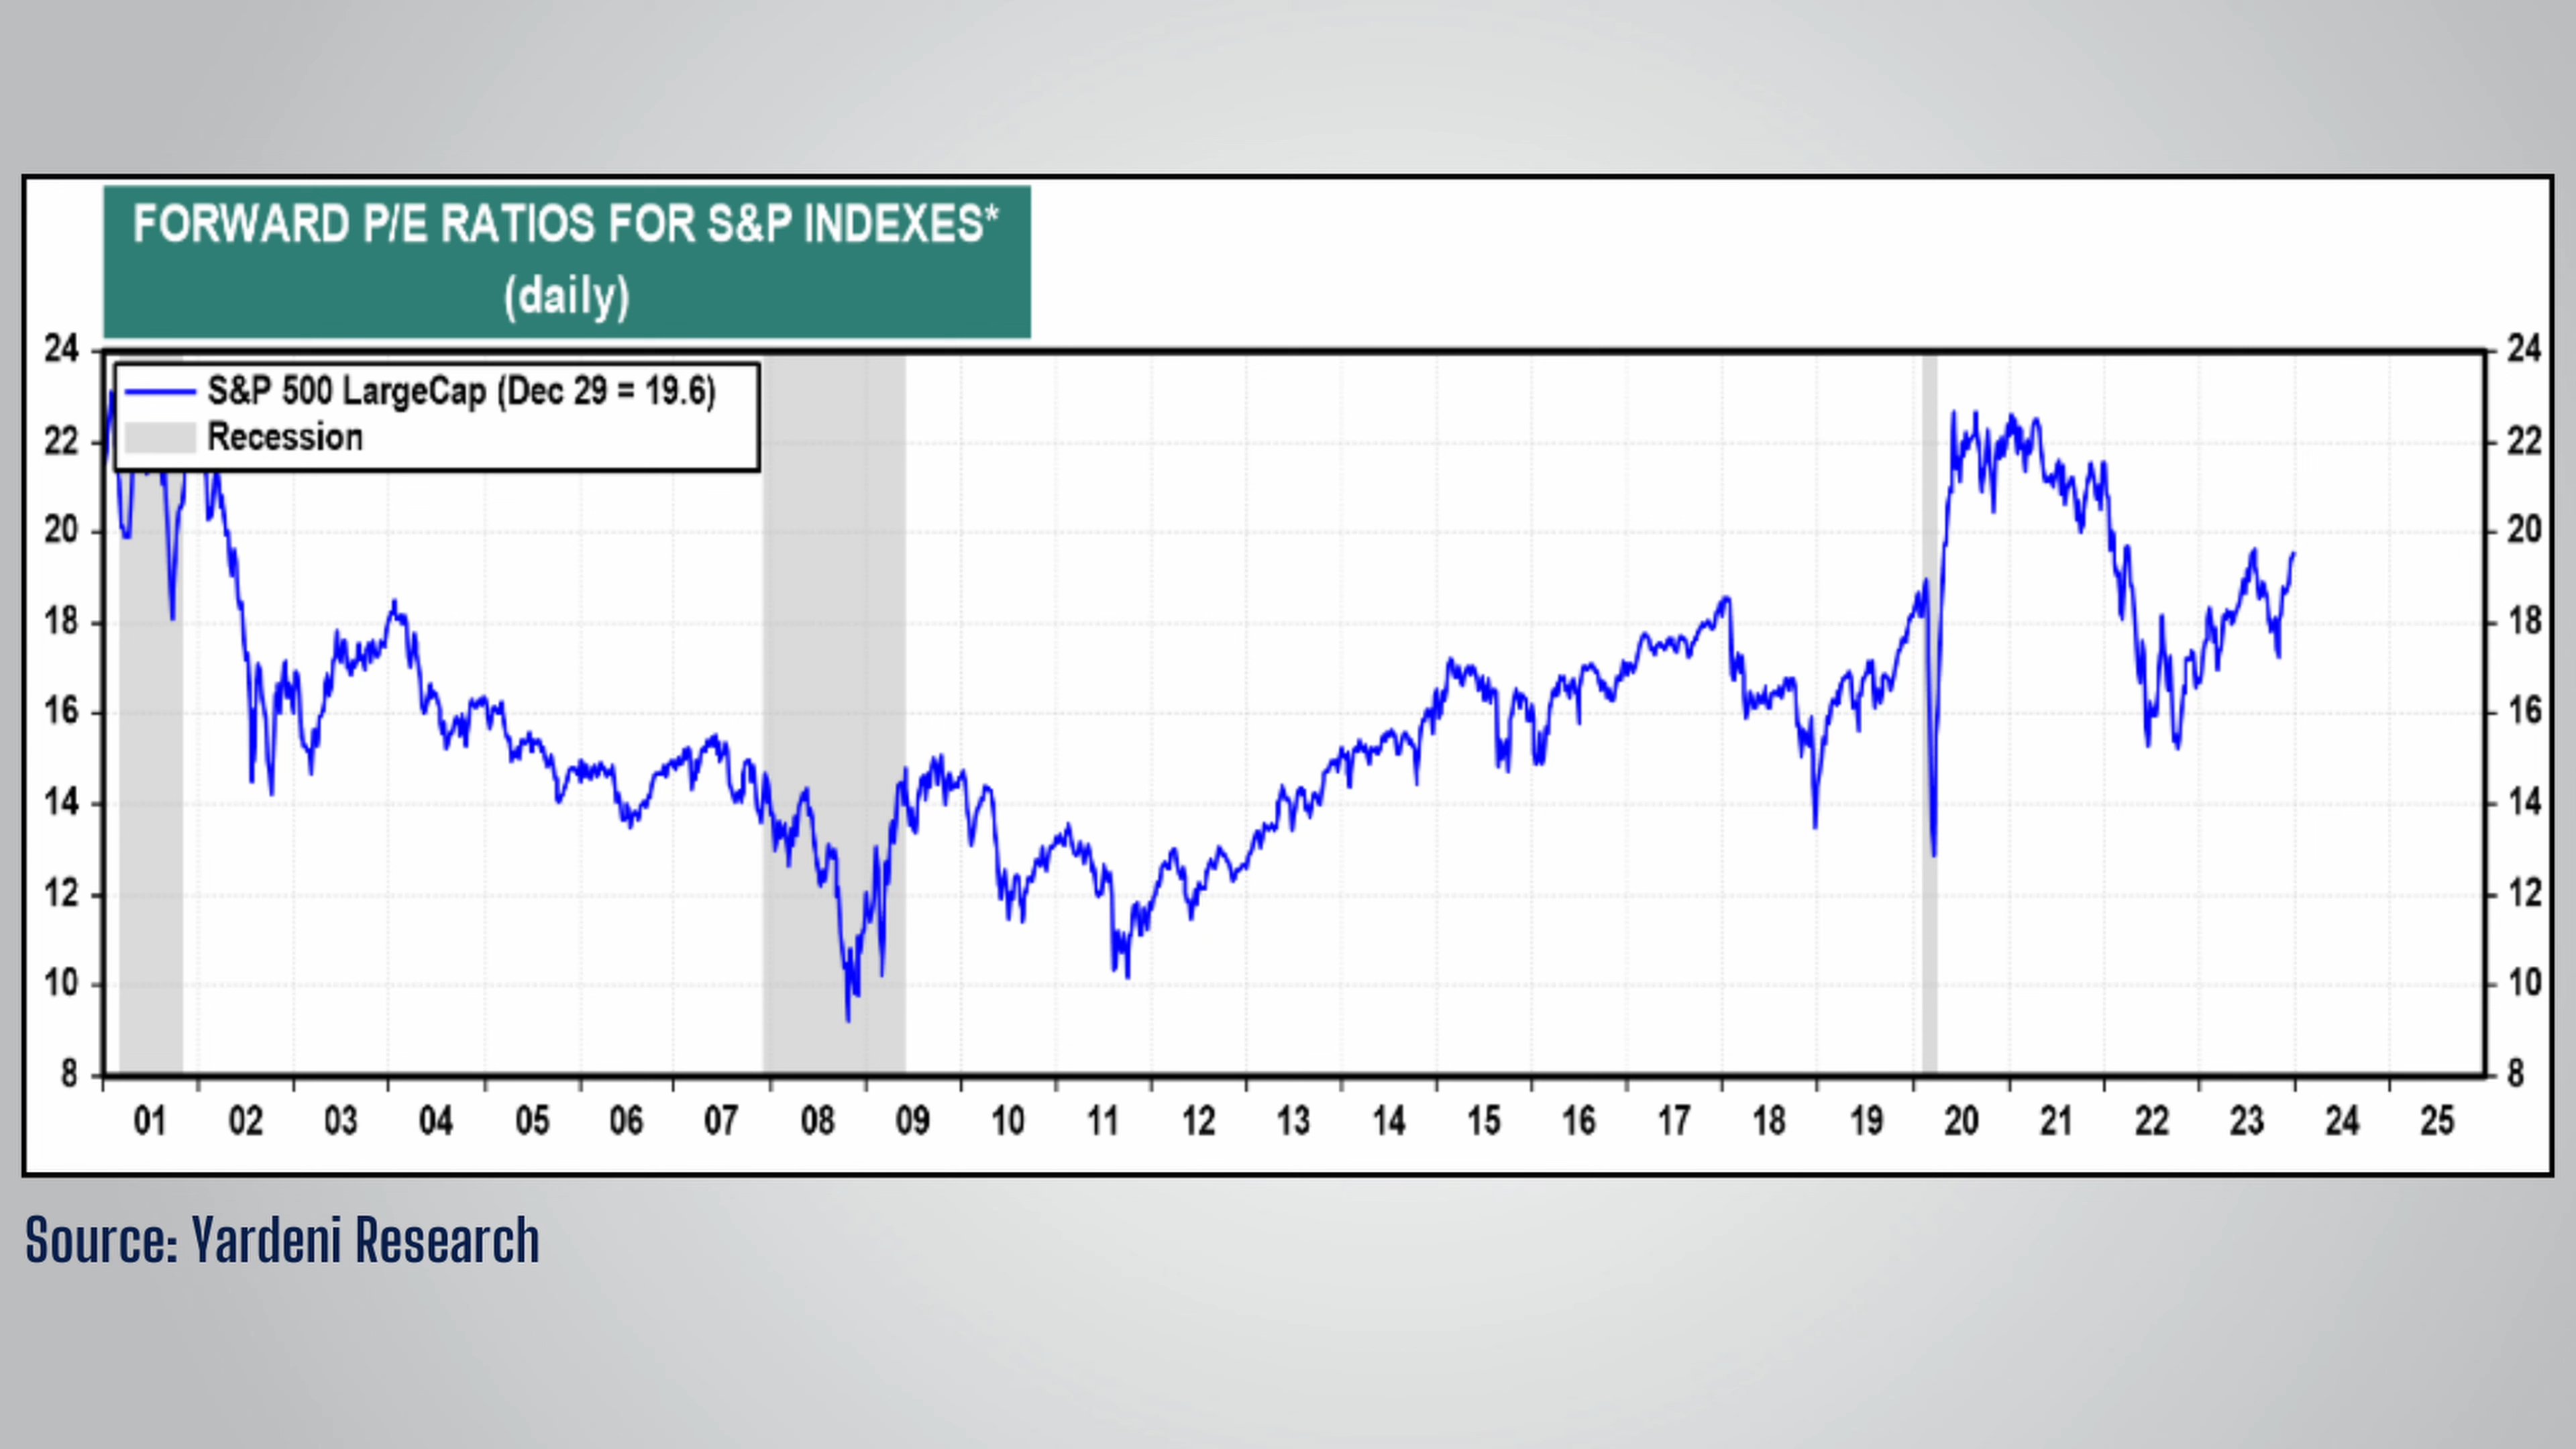 FORWARD P/E RATIOS FOR S&P INDEXES*
(daily)
24 24
S&P 500 LargeCap (Dec 29 = 19.6)
Recession
22 22
20 20
18 18
16 16
14 14
12 12
10 10
8 8
01 02 03 04 05 06 07 08 09 10 11 12 13 14 15 16 17 18 19 20 21 22 23 24 25
Source: Yardeni Research